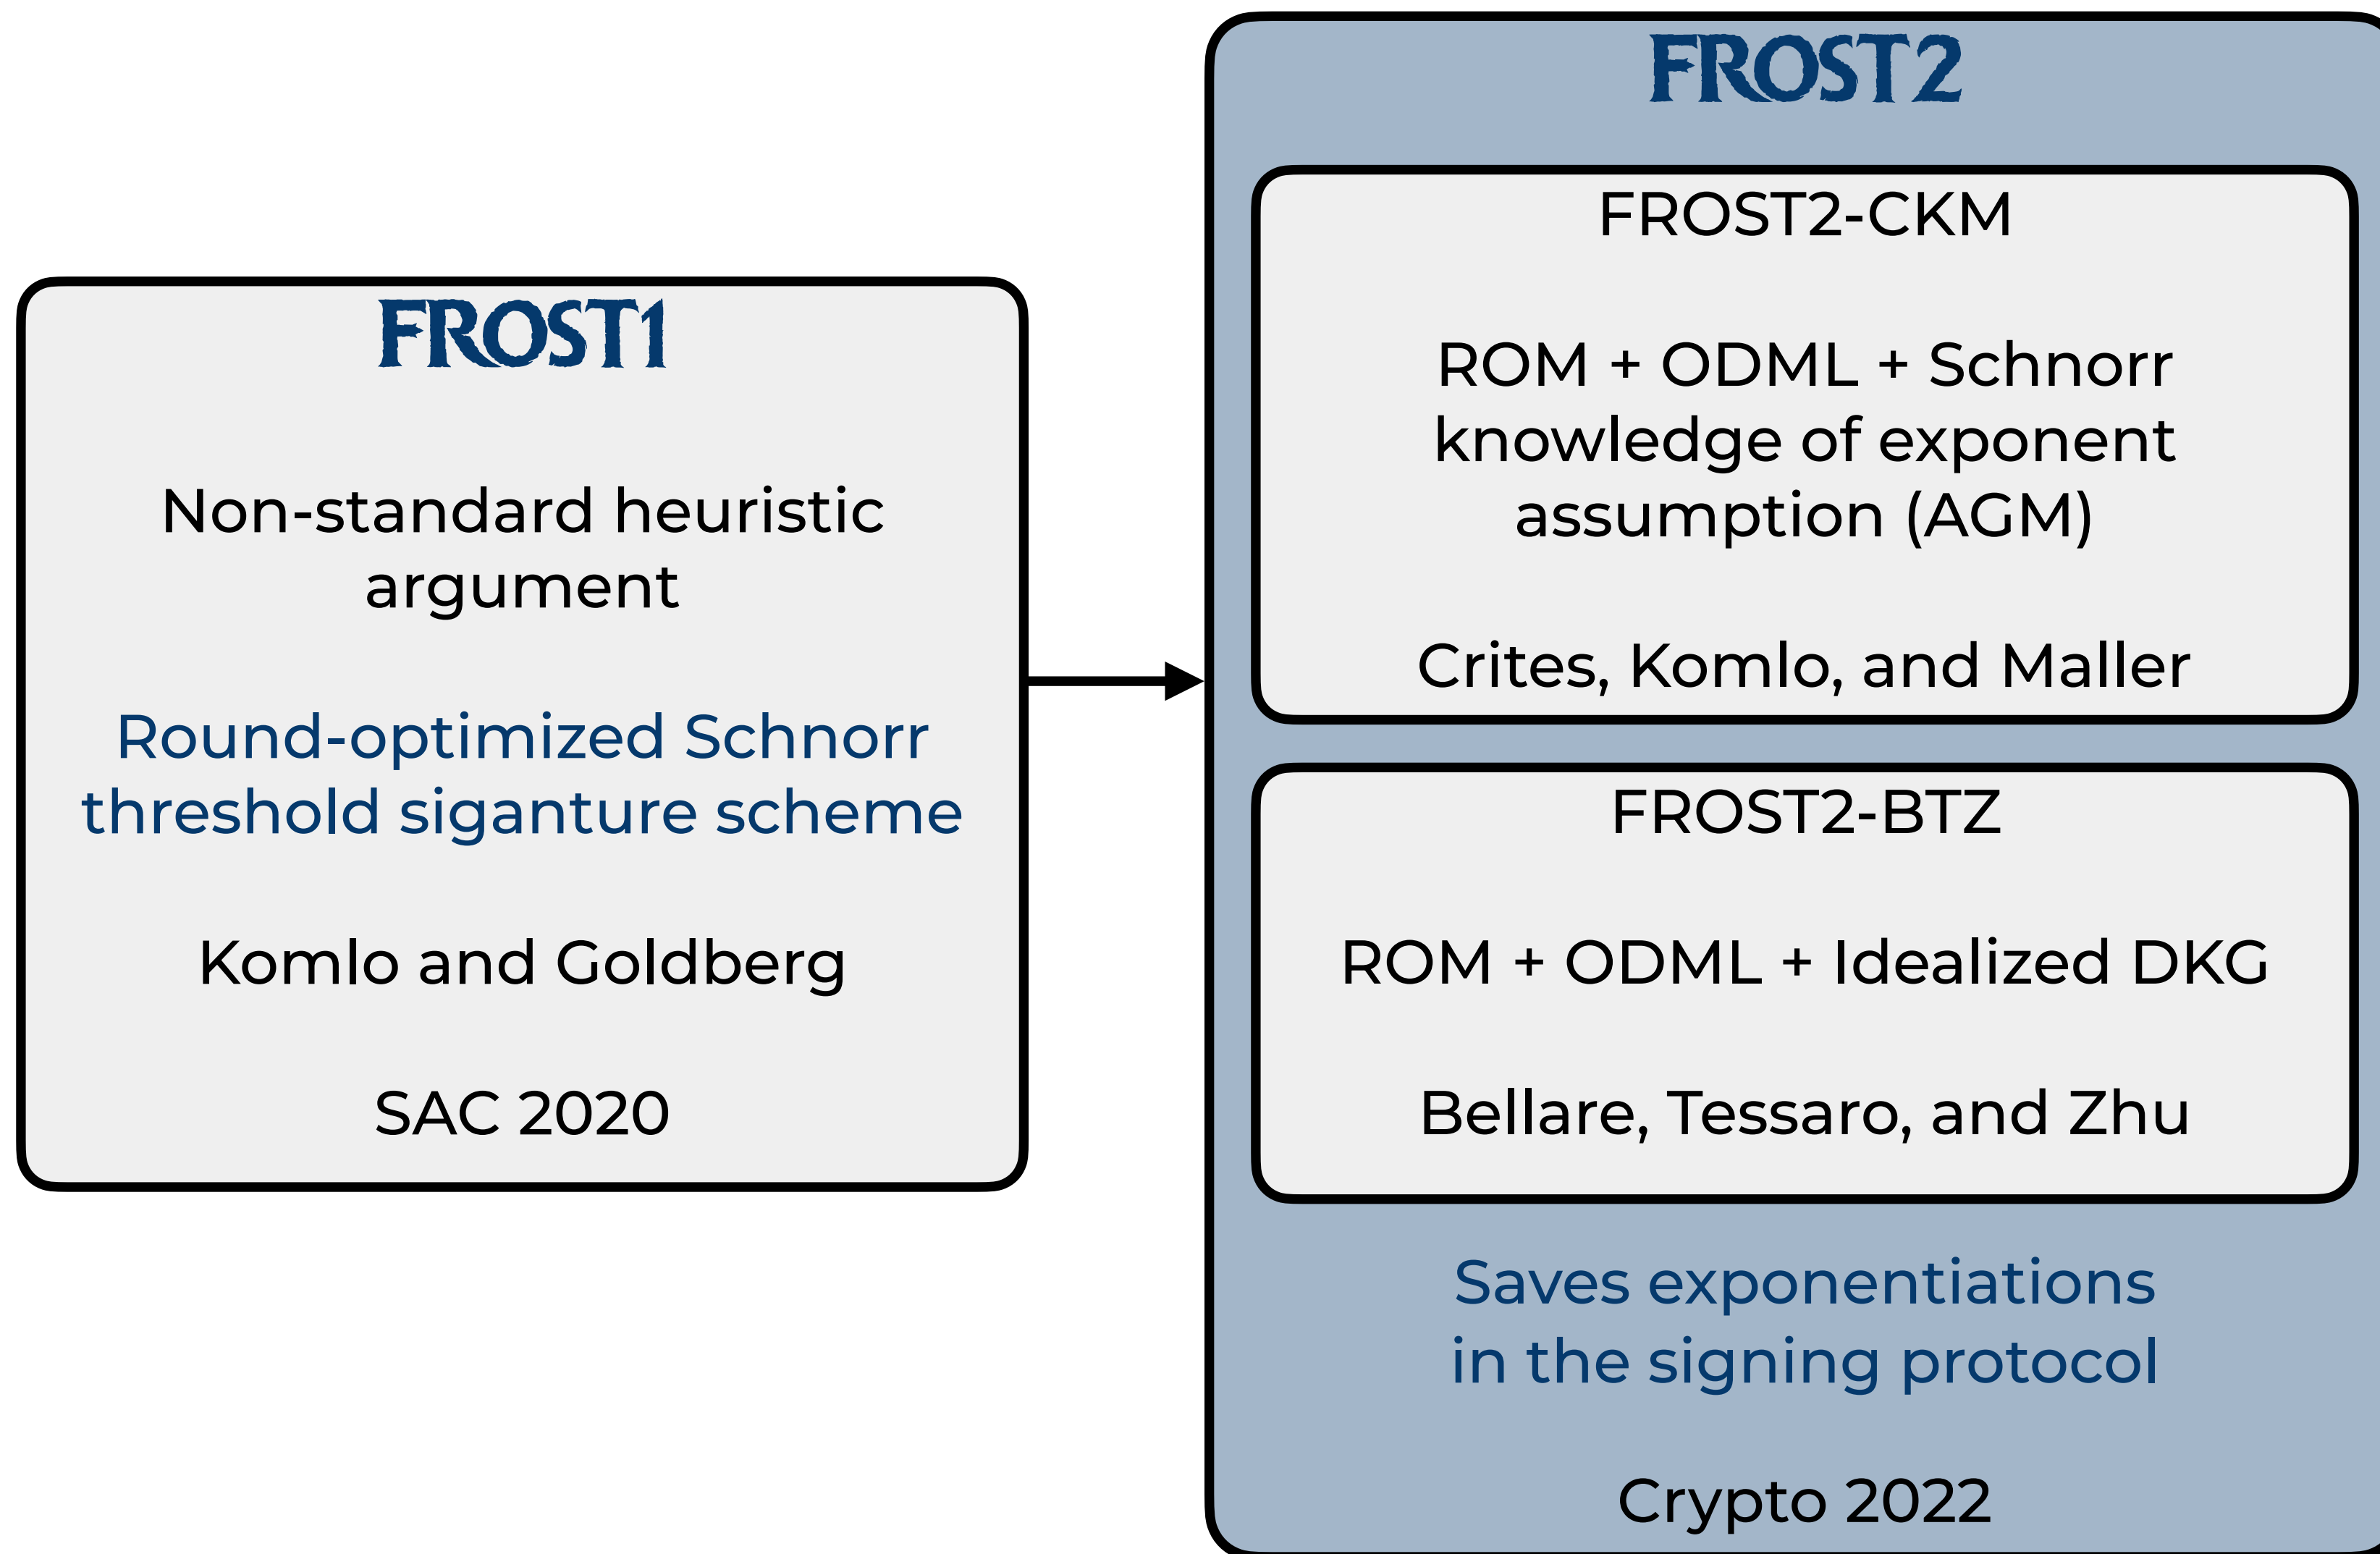 FROST1
Non-standard heuristic
argument
Round-optimized Schnorr
threshold siganture scheme
Komlo and Goldberg
SAC 2020
FROST2
FROST2-CKM
ROM + ODML + Schnorr
knowledge of exponent
assumption (AGM)
Crites, Komlo, and Maller
FROST2-BTZ
ROM + ODML + Idealized DKG
Bellare, Tessaro, and Zhu
Saves exponentiations
in the signing protocol
Crypto 2022